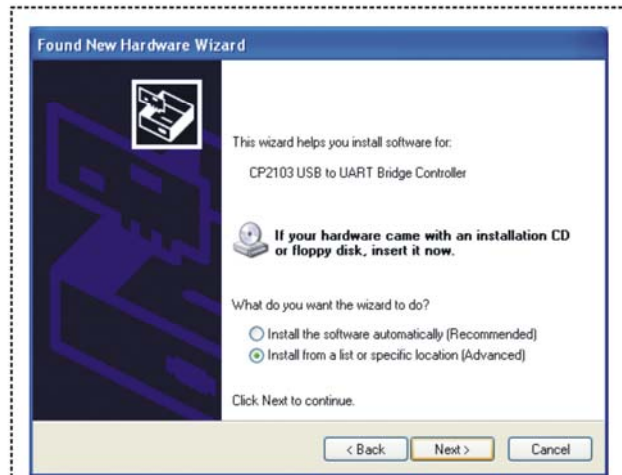 Found New Hardware Wizard
This wizard helps you install software for:
CP2103 USB to UART Bridge Controller
If your hardware came with an installation CD
or floppy disk, insert it now.
What do you want the wizard to do?
Install the software automatically (Recommended)
Install from a list or specific location (Advanced)
Click Next to continue.
< Back
Next >
Cancel